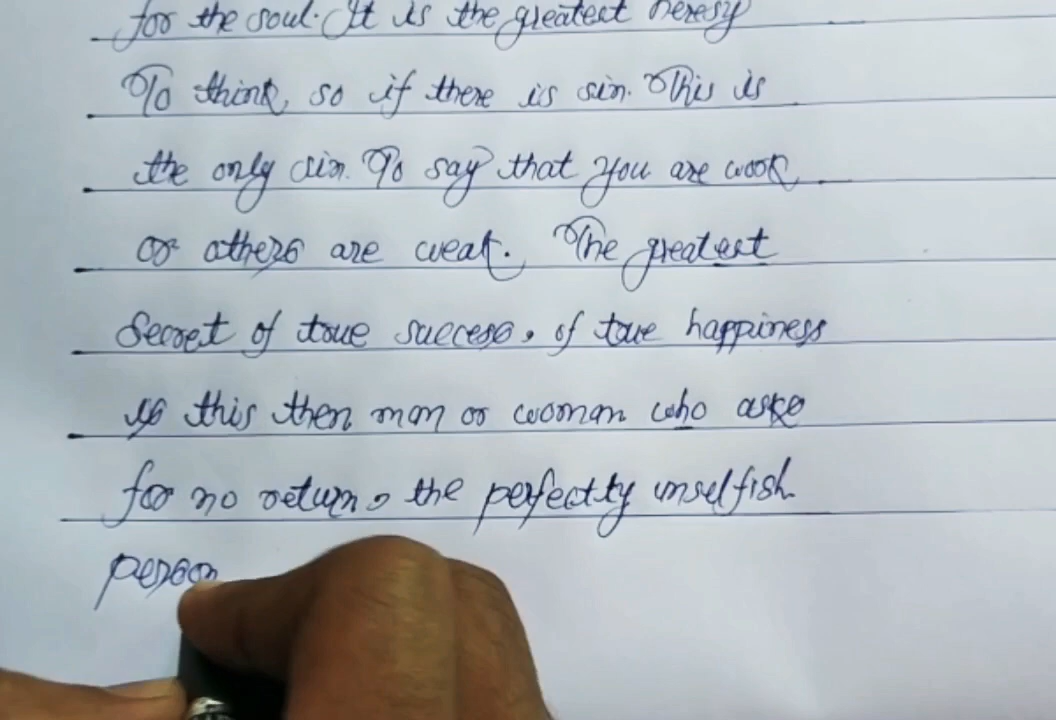 for the soul. It is the greatest heresy
To think, so if there is sin. This is
the only sin. To say that you are weak
or others are weak. The greatest
Secret of true success, of true happiness
is this then man or woman who asks
for no return, the perfectty unselfish
person